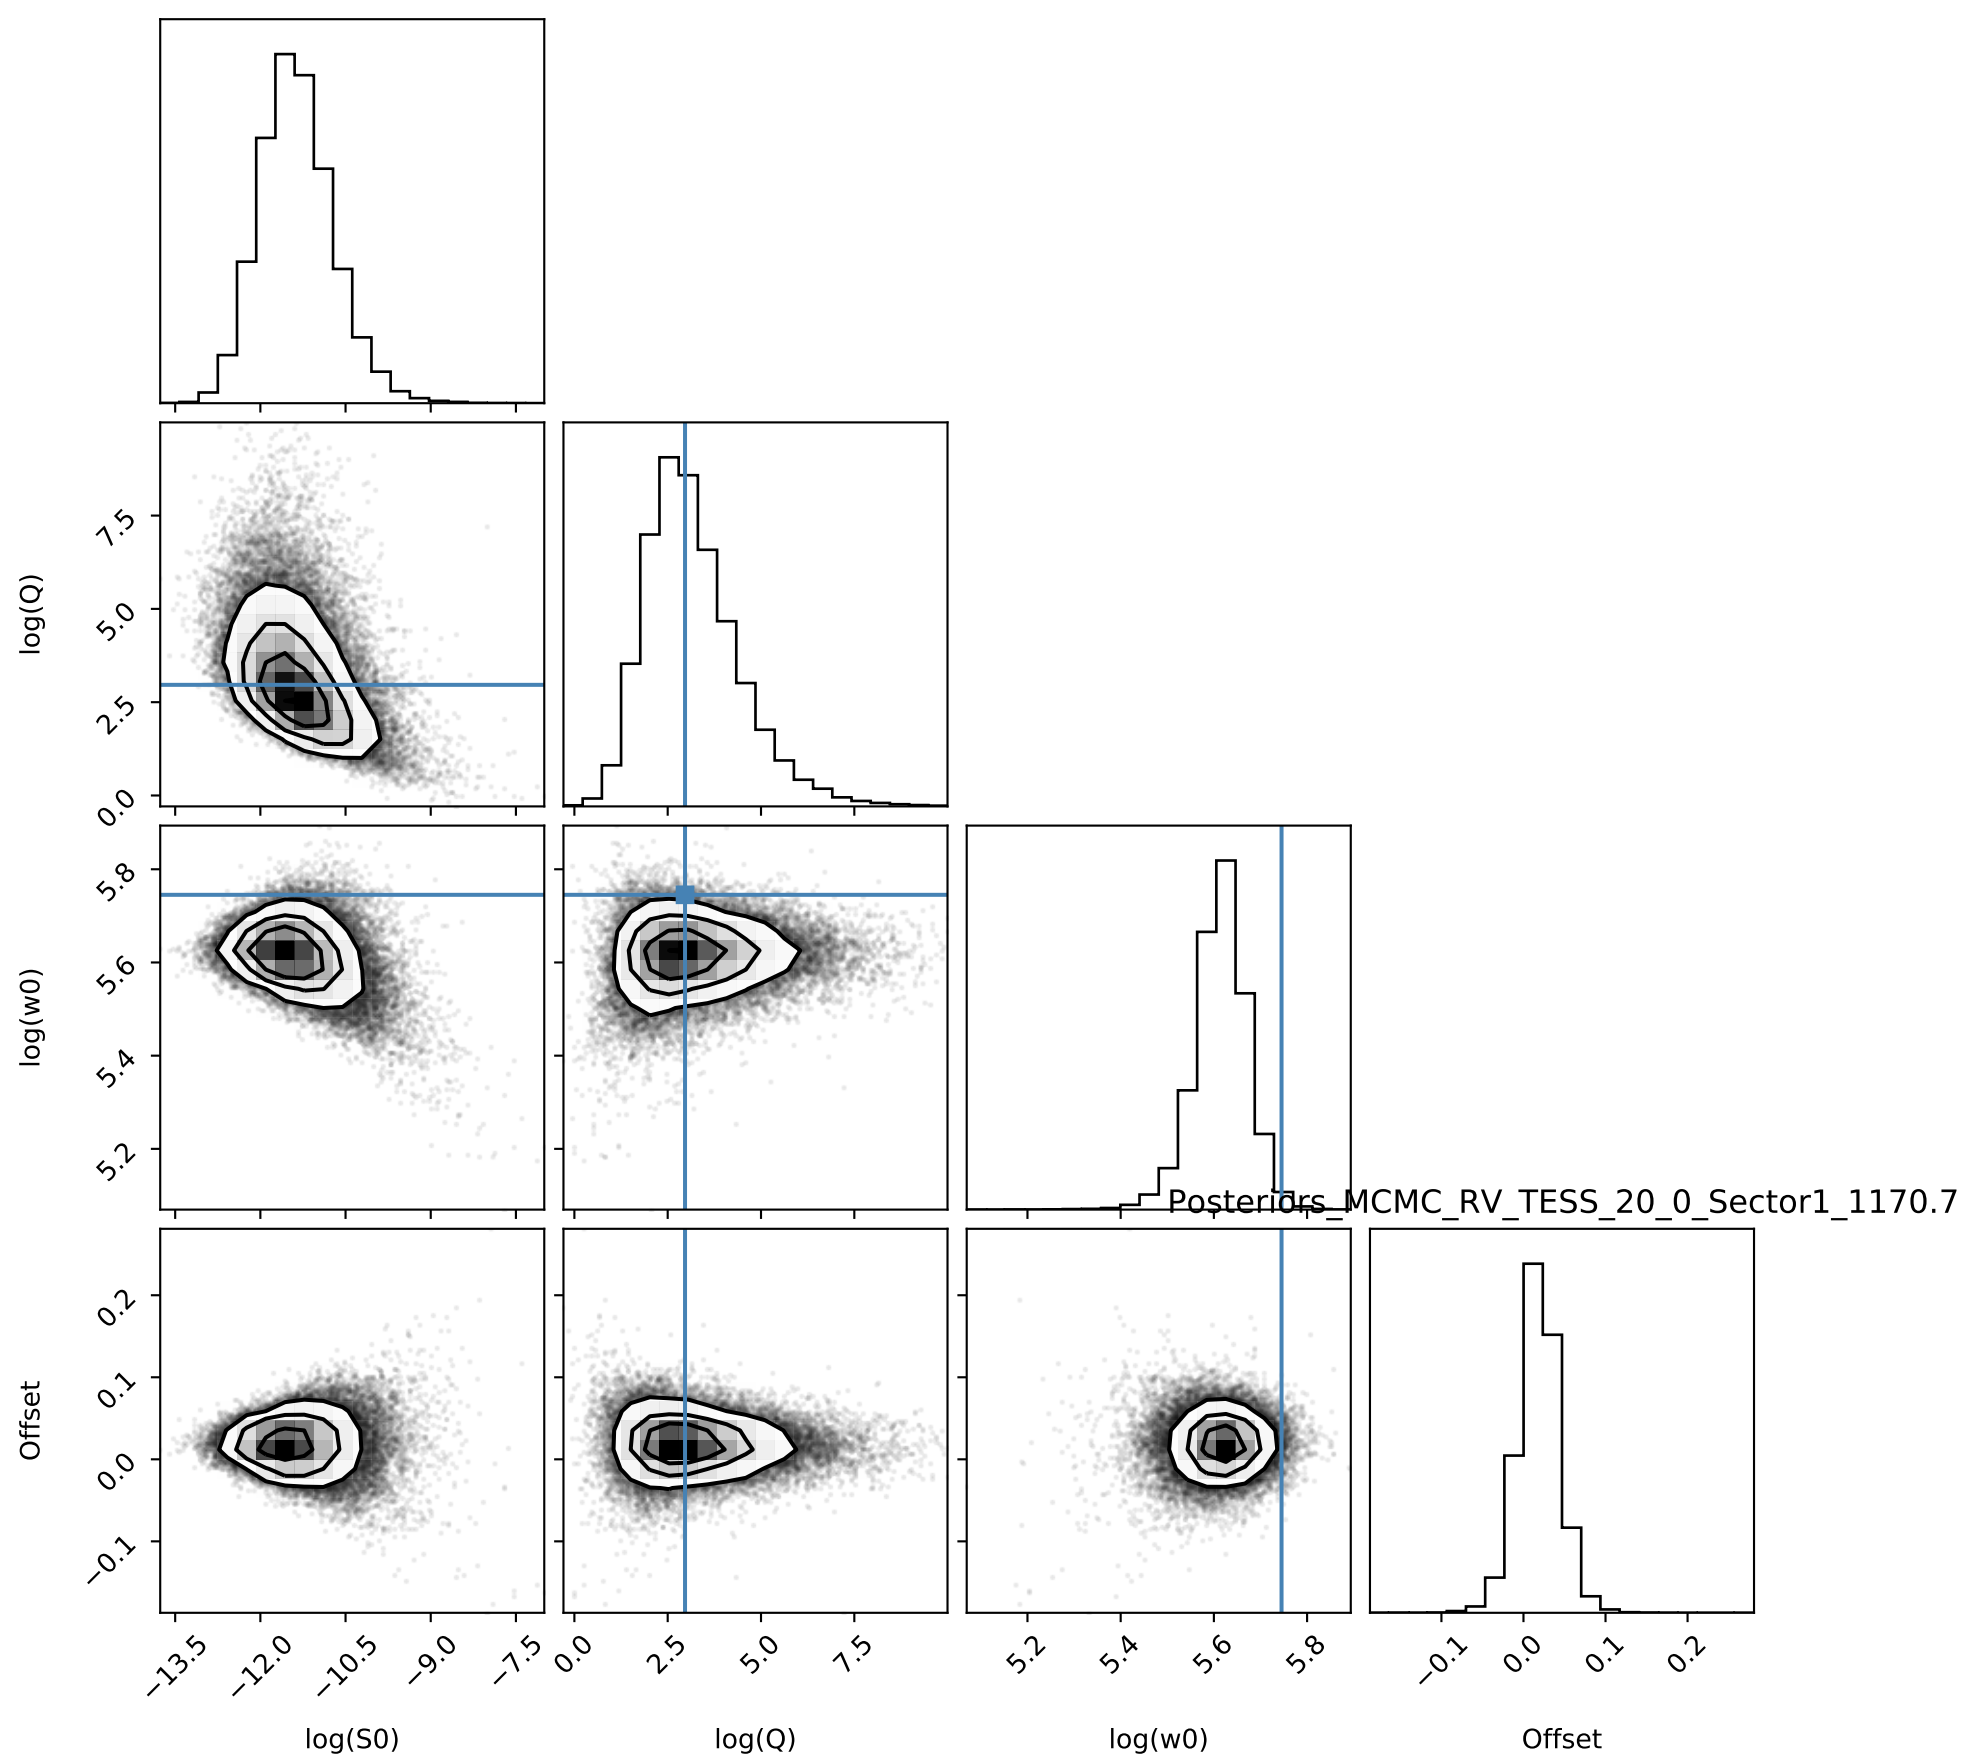 log(Q)
7.5
5.0
2.5
0.0
log(w0)
5.8
5.6
5.4
5.2
Posteriors_MCMC_RV_TESS_20_0_Sector1_1170.7
Offset
0.2
0.1
0.0
−0.1
−13.5 −12.0 −10.5 −9.0 −7.5 0.0 2.5 5.0 7.5 5.2 5.4 5.6 5.8 −0.1 0.0 0.1 0.2
log(S0) log(Q) log(w0) Offset